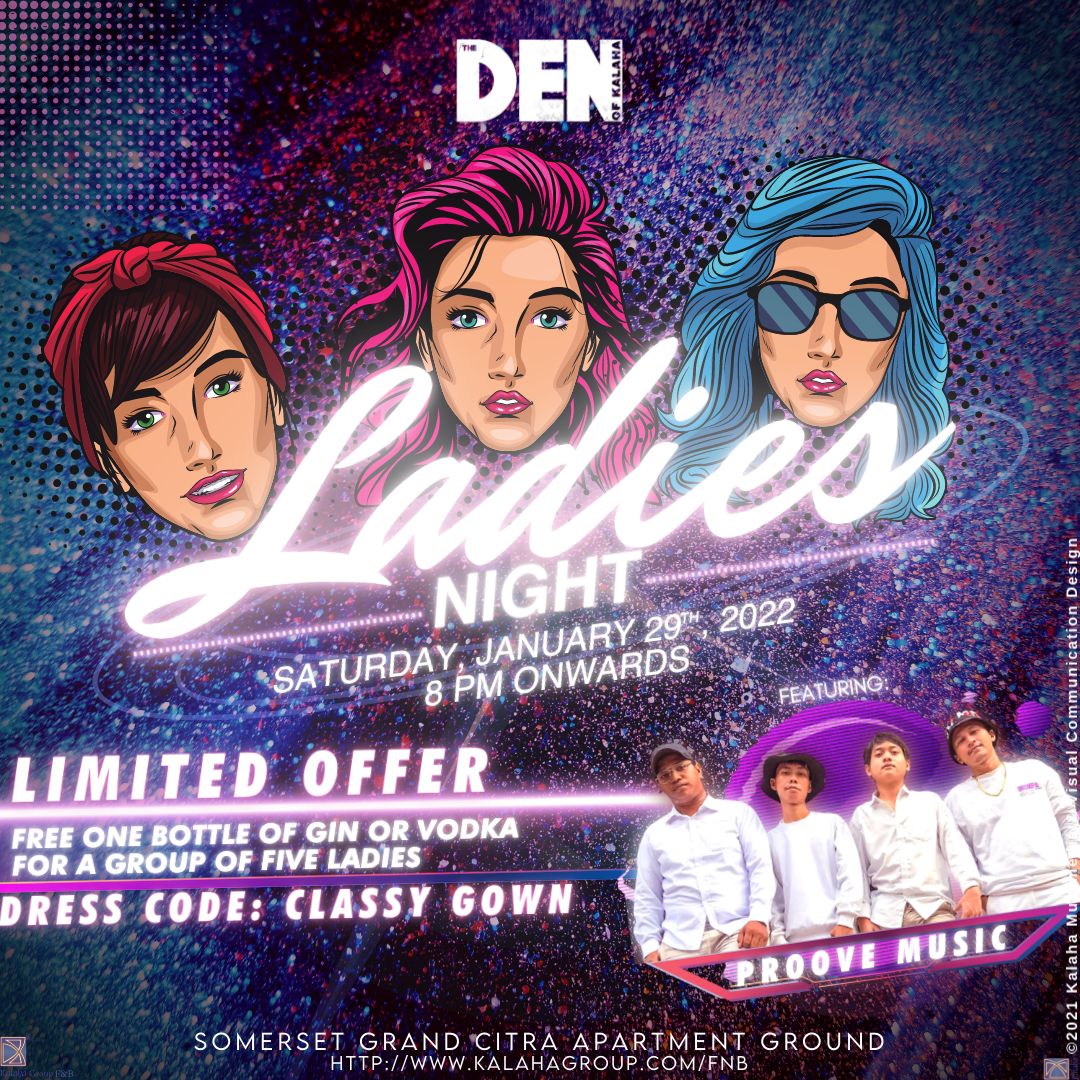 THE
DEN
OF KALAHA
Ladies
NIGHT
SATURDAY, JANUARY 29TH, 2022
8 PM ONWARDS
FEATURING:
LIMITED OFFER
FREE ONE BOTTLE OF GIN OR VODKA
FOR A GROUP OF FIVE LADIES
DRESS CODE: CLASSY GOWN
PROOVE MUSIC
SOMERSET GRAND CITRA APARTMENT GROUND
HTTP://WWW.KALAHAGROUP.COM/FNB
©2021 Kalaha Visual Communication Design
Group F&B